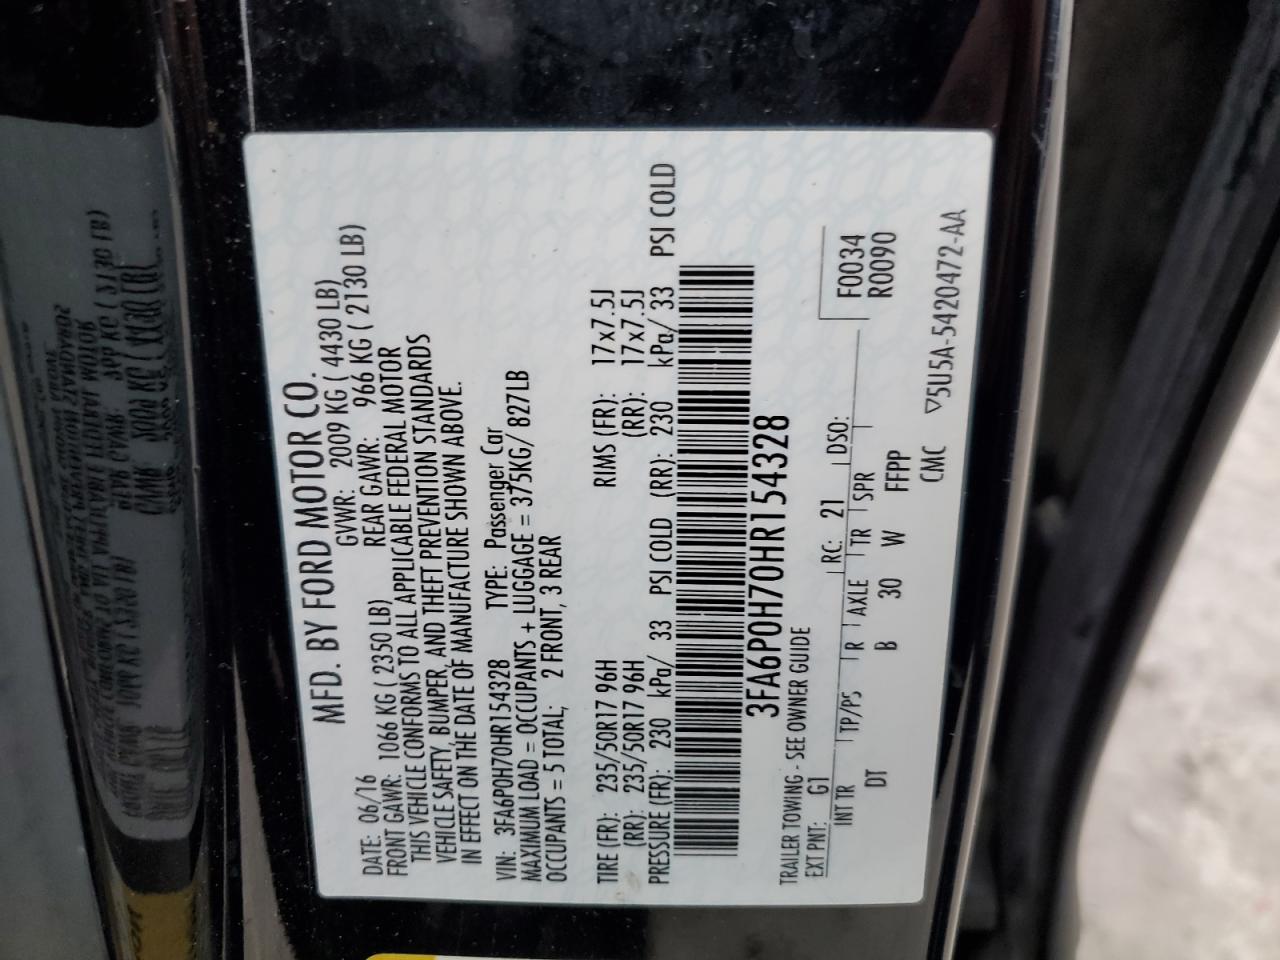 MFD. BY FORD MOTOR CO.
DATE: 06/16 GVWR: 2009 KG ( 4430 LB)
FRONT GAWR: 1066 KG ( 2350 LB) REAR GAWR: 966 KG ( 2130 LB)
THIS VEHICLE CONFORMS TO ALL APPLICABLE FEDERAL MOTOR
VEHICLE SAFETY, BUMPER, AND THEFT PREVENTION STANDARDS
IN EFFECT ON THE DATE OF MANUFACTURE SHOWN ABOVE.
VIN: 3FA6P0H70HR154328 TYPE: Passenger Car
MAXIMUM LOAD = OCCUPANTS + LUGGAGE = 375KG/ 827LB
OCCUPANTS = 5 TOTAL; 2 FRONT, 3 REAR
TIRE (FR): 235/50R17 96H RIMS (FR): 17x7.5J
(RR): 235/50R17 96H (RR): 17x7.5J
PRESSURE (FR): 230 kPa/ 33 PSI COLD (RR): 230 kPa/ 33 PSI COLD
3FA6P0H70HR154328
TRAILER TOWING - SEE OWNER GUIDE
EXT PNT: G1 RC: 21 DSO:
F0034
R0090
INT TR TP/PS R AXLE TR SPR
DT B 30 W FFPP
CMC ▽5U5A-5420472-AA